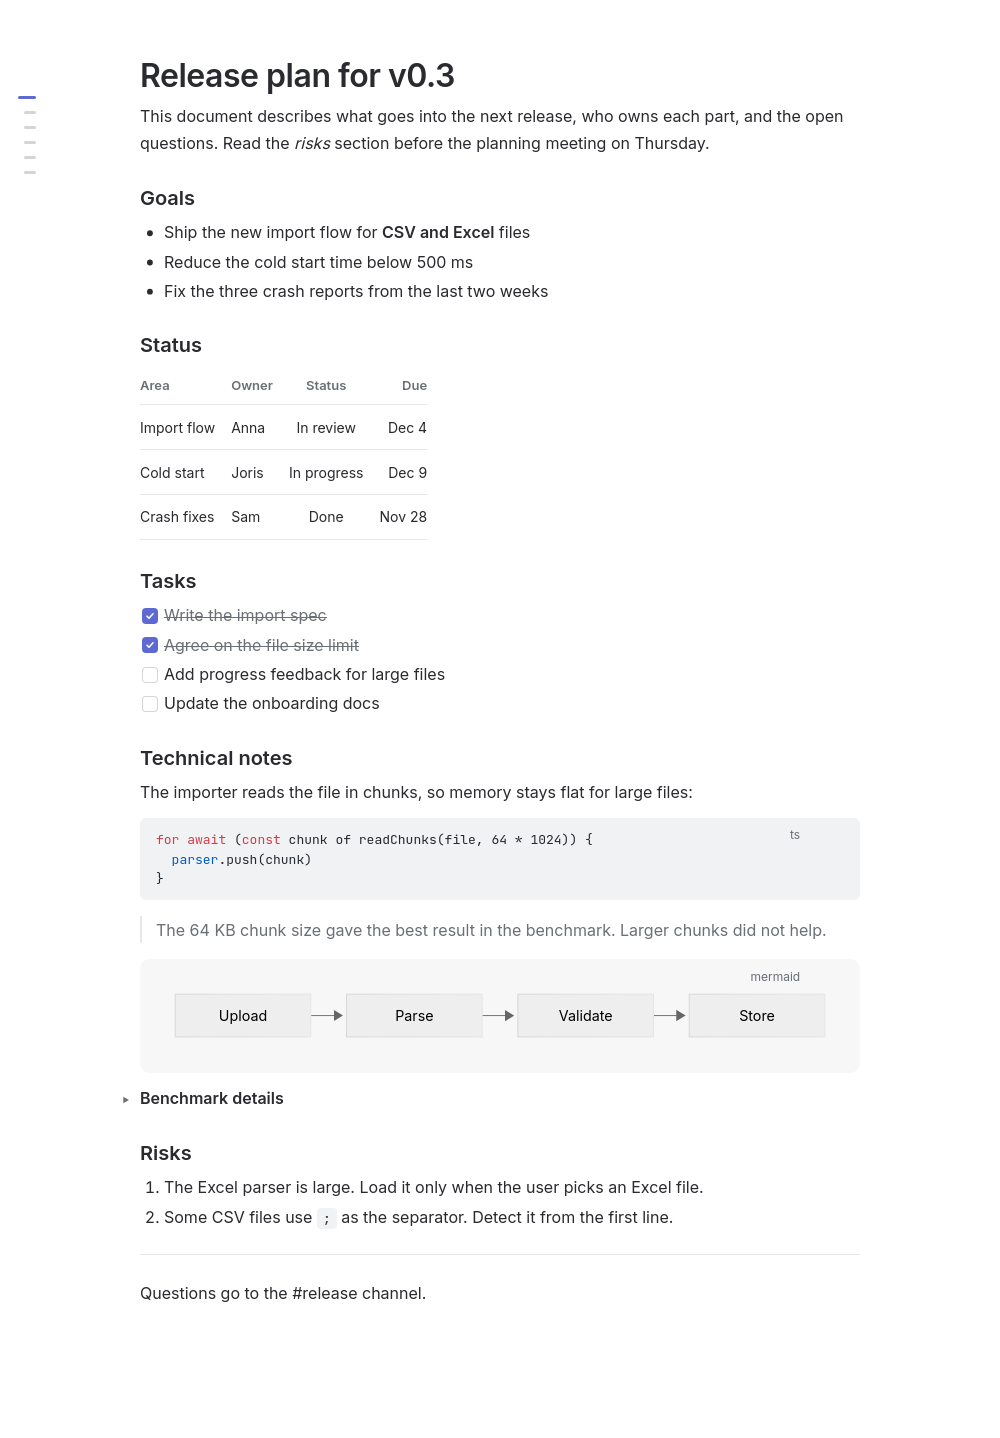 Release plan for v0.3
This document describes what goes into the next release, who owns each part, and the open
questions. Read the risks section before the planning meeting on Thursday.
Goals
Ship the new import flow for CSV and Excel files
Reduce the cold start time below 500 ms
Fix the three crash reports from the last two weeks
Status
Area Owner Status Due
Import flow Anna In review Dec 4
Cold start Joris In progress Dec 9
Crash fixes Sam Done Nov 28
Tasks
Write the import spec
Agree on the file size limit
Add progress feedback for large files
Update the onboarding docs
Technical notes
The importer reads the file in chunks, so memory stays flat for large files:
ts
for await (const chunk of readChunks(file, 64 * 1024)) {
  parser.push(chunk)
}
The 64 KB chunk size gave the best result in the benchmark. Larger chunks did not help.
mermaid
Upload Parse Validate Store
Benchmark details
Risks
1. The Excel parser is large. Load it only when the user picks an Excel file.
2. Some CSV files use ; as the separator. Detect it from the first line.
Questions go to the #release channel.